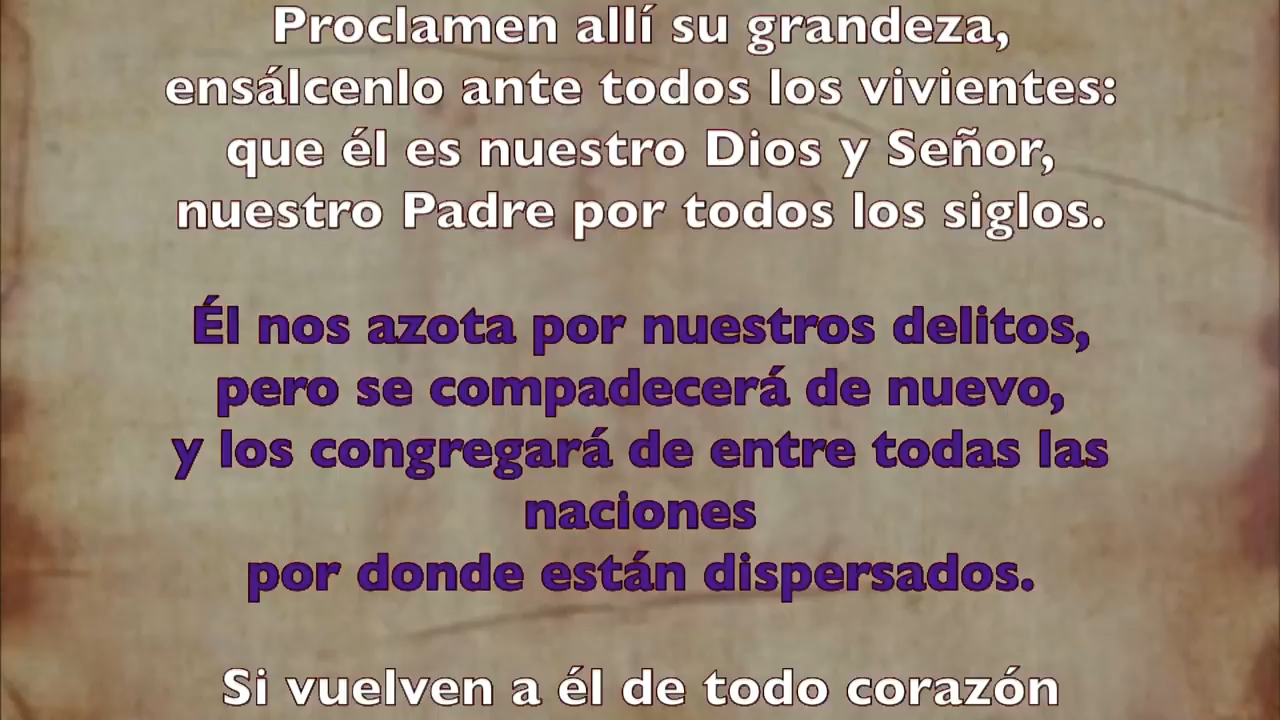 Proclamen allí su grandeza,
ensálcenlo ante todos los vivientes:
que él es nuestro Dios y Señor,
nuestro Padre por todos los siglos.
Él nos azota por nuestros delitos,
pero se compadecerá de nuevo,
y los congregará de entre todas las
naciones
por donde están dispersados.
Si vuelven a él de todo corazón